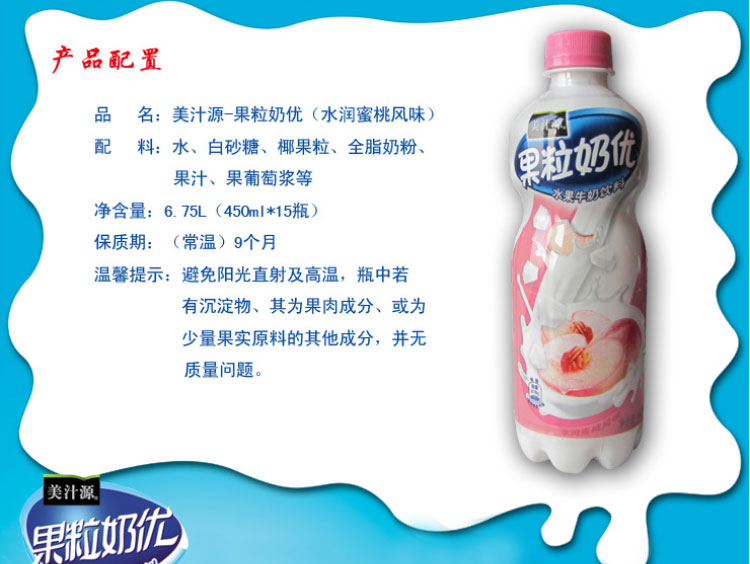 产品配置
品 名：美汁源-果粒奶优（水润蜜桃风味）
配 料：水、白砂糖、椰果粒、全脂奶粉、
果汁、果葡萄浆等
净含量：6.75L（450ml*15瓶）
保质期：（常温）9个月
温馨提示：避免阳光直射及高温，瓶中若
有沉淀物、其为果肉成分、或为
少量果实原料的其他成分，并无
质量问题。
美汁源
果粒奶优
水果牛奶饮料
美汁源
果粒奶优